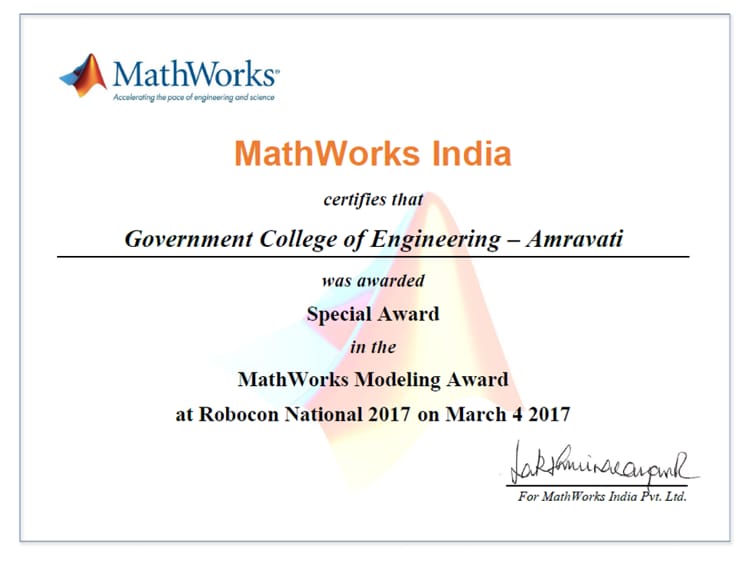 MathWorks®
Accelerating the pace of engineering and science
MathWorks India
certifies that
Government College of Engineering – Amravati
was awarded
Special Award
in the
MathWorks Modeling Award
at Robocon National 2017 on March 4 2017
For MathWorks India Pvt. Ltd.